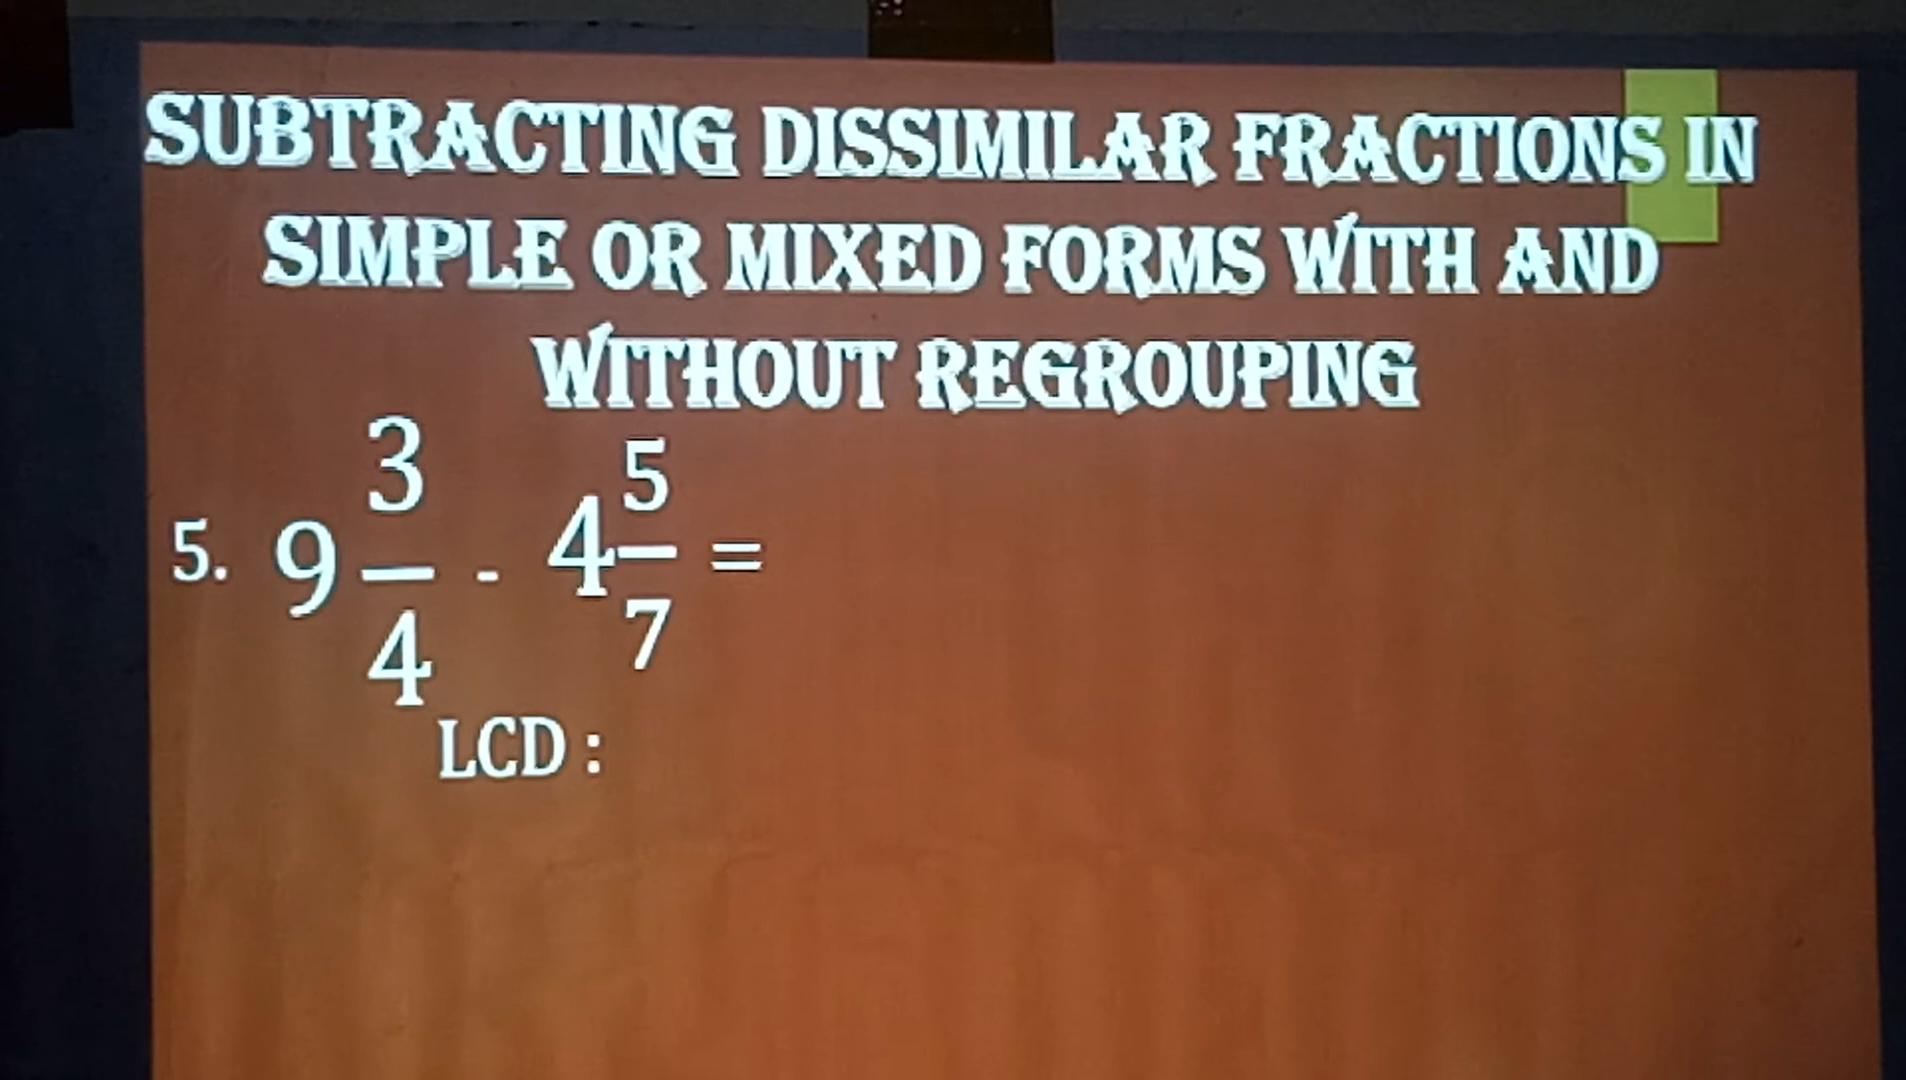 SUBTRACTING DISSIMILAR FRACTIONS IN
SIMPLE OR MIXED FORMS WITH AND
WITHOUT REGROUPING
5. 9 3/4 - 4 5/7 =
LCD :